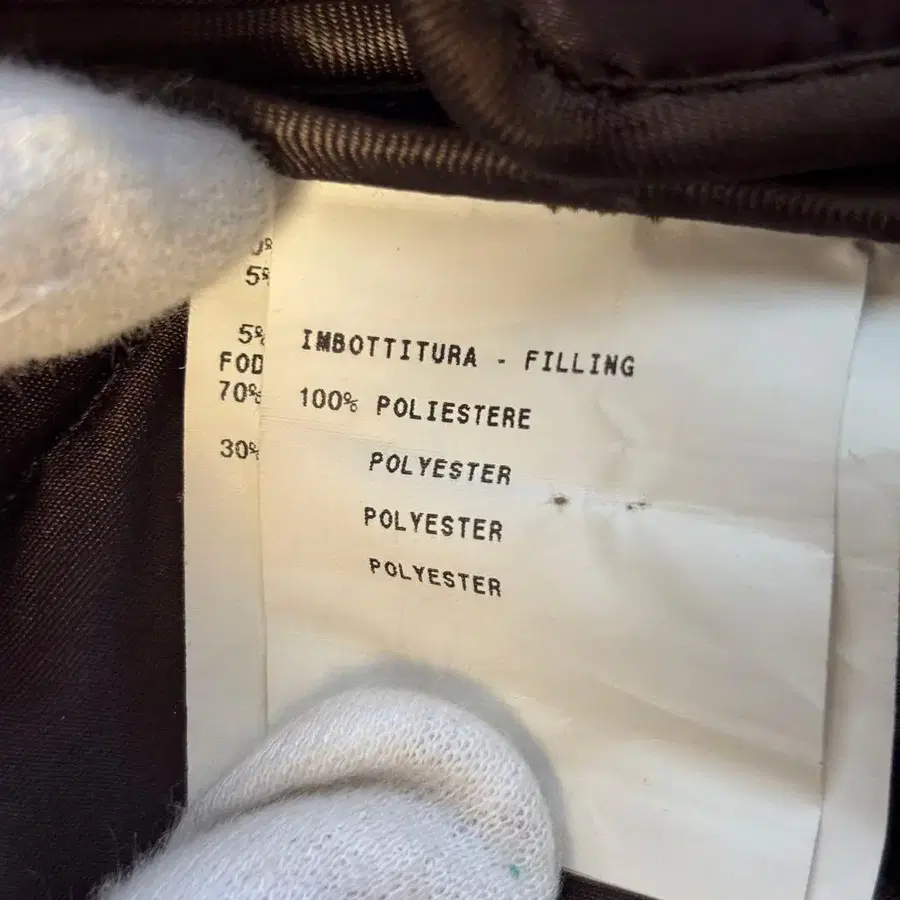 5%
5%
FOD
70%
30%
IMBOTTITURA - FILLING
100% POLIESTERE
POLYESTER
POLYESTER
POLYESTER